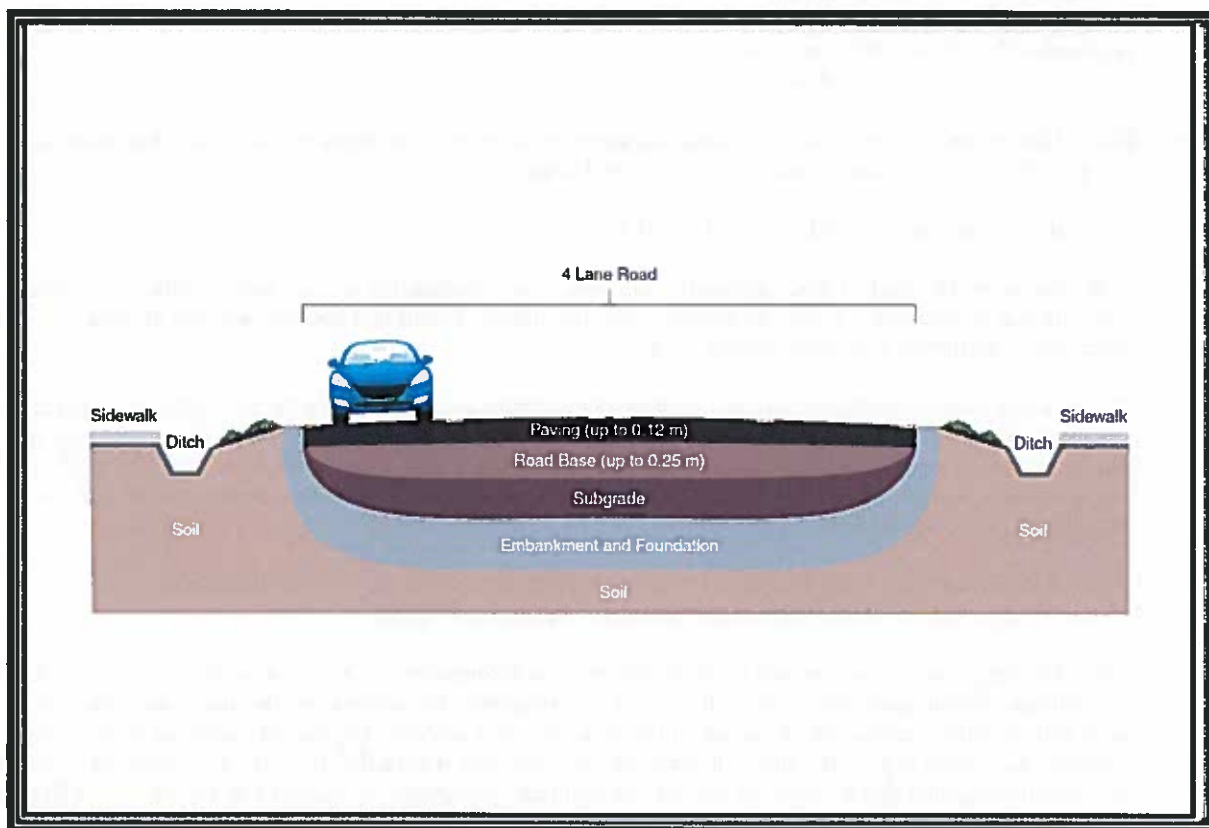 4 Lane Road
Sidewalk
Sidewalk
Ditch
Ditch
Paving (up to 0.12 m)
Road Base (up to 0.25 m)
Subgrade
Soil
Soil
Embankment and Foundation
Soil